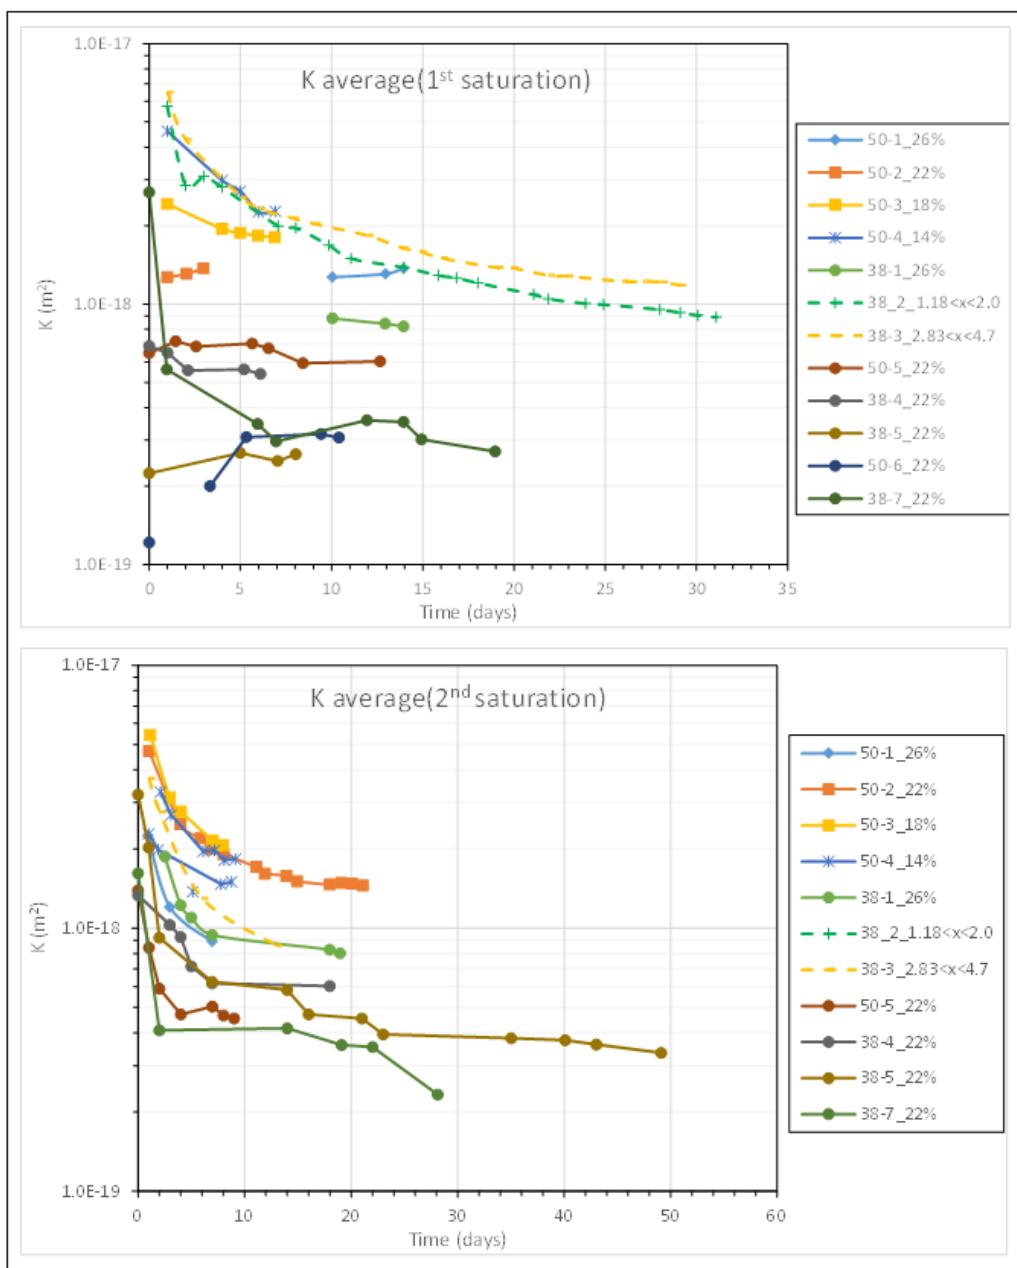 1.0E-17
K average(1st saturation)
50-1_26%
50-2_22%
50-3_18%
50-4_14%
38-1_26%
38_2_1.18<x<2.0
38-3_2.83<x<4.7
50-5_22%
38-4_22%
38-5_22%
50-6_22%
38-7_22%
K (m²)
1.0E-18
1.0E-19
0 5 10 15 20 25 30 35
Time (days)
1.0E-17
K average(2nd saturation)
50-1_26%
50-2_22%
50-3_18%
50-4_14%
38-1_26%
38_2_1.18<x<2.0
38-3_2.83<x<4.7
50-5_22%
38-4_22%
38-5_22%
38-7_22%
K (m²)
1.0E-18
1.0E-19
0 10 20 30 40 50 60
Time (days)